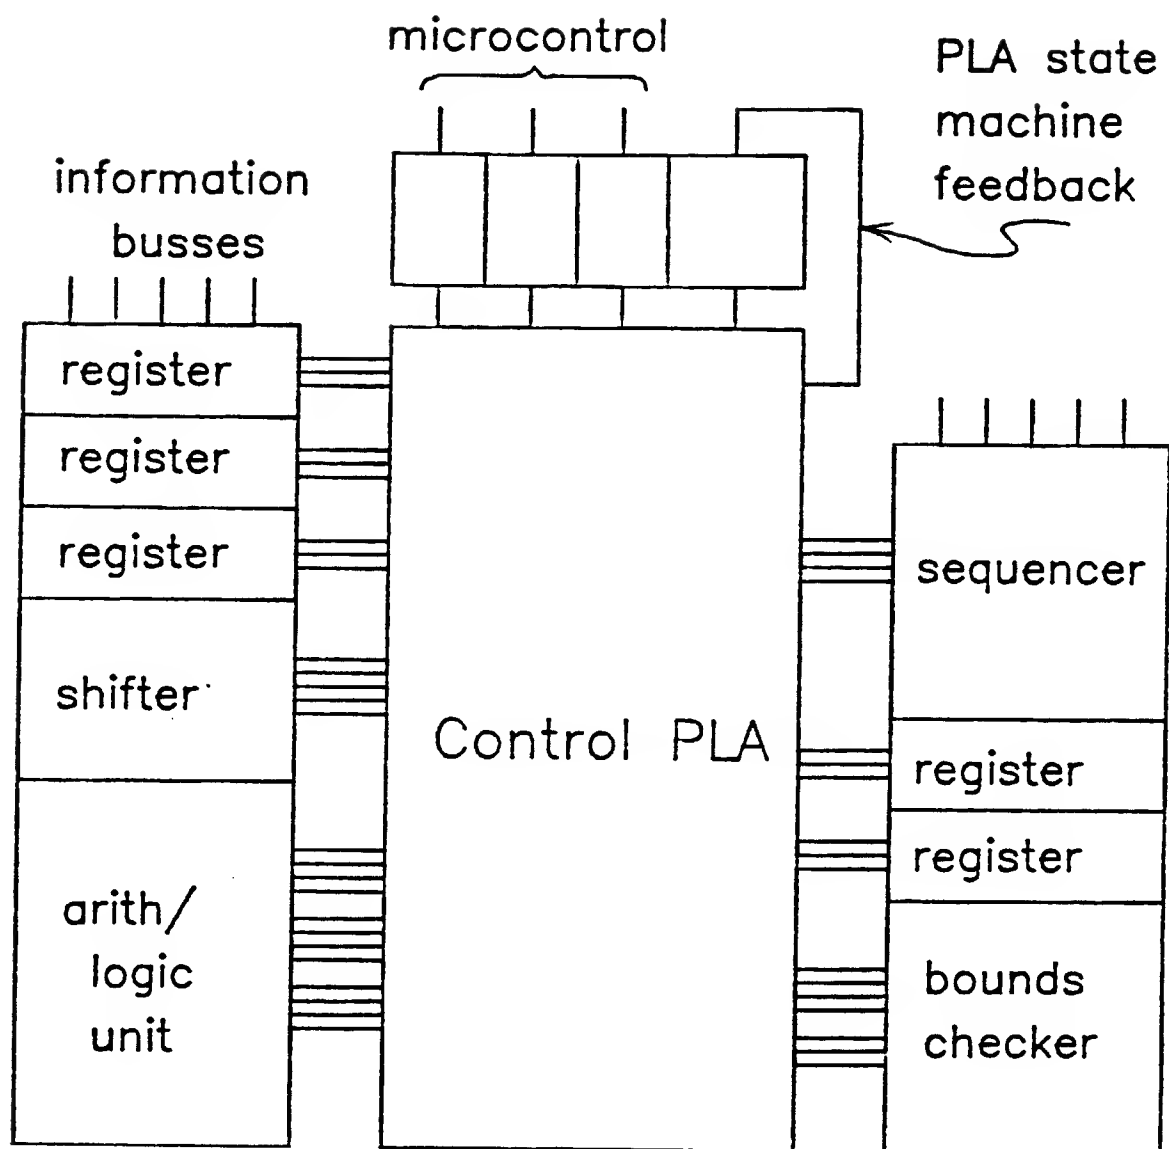 microcontrol
PLA state
machine
feedback
information
busses
register
register
register
shifter
arith/
logic
unit
Control PLA
sequencer
register
register
bounds
checker